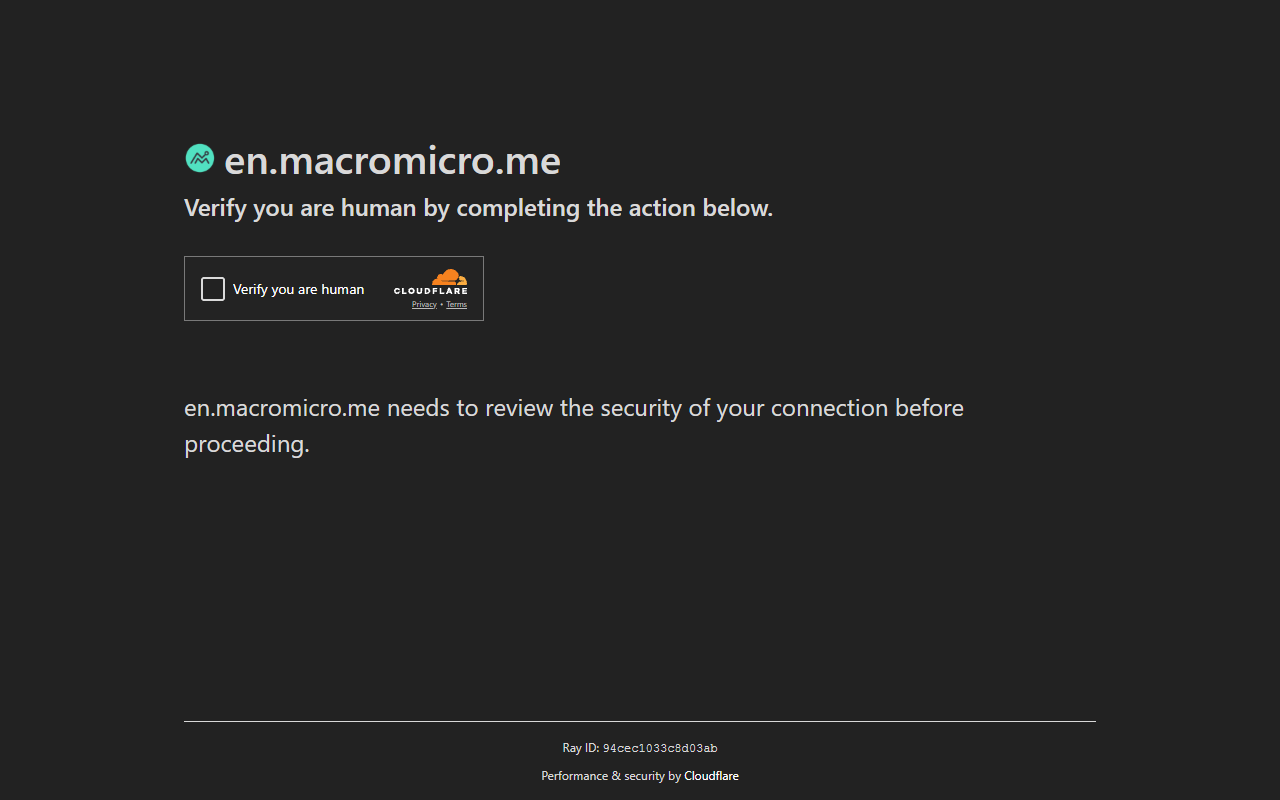 en.macromicro.me
Verify you are human by completing the action below.
Verify you are human
CLOUDFLARE
Privacy • Terms
en.macromicro.me needs to review the security of your connection before
proceeding.
Ray ID: 94cec1033c8d03ab
Performance & security by Cloudflare